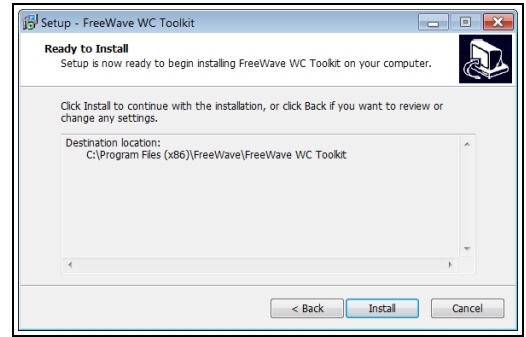 Setup - FreeWave WC Toolkit
Ready to Install
Setup is now ready to begin installing FreeWave WC Toolkit on your computer.
Click Install to continue with the installation, or click Back if you want to review or
change any settings.
Destination location:
C:\Program Files (x86)\FreeWave\FreeWave WC Toolkit
< Back
Install
Cancel